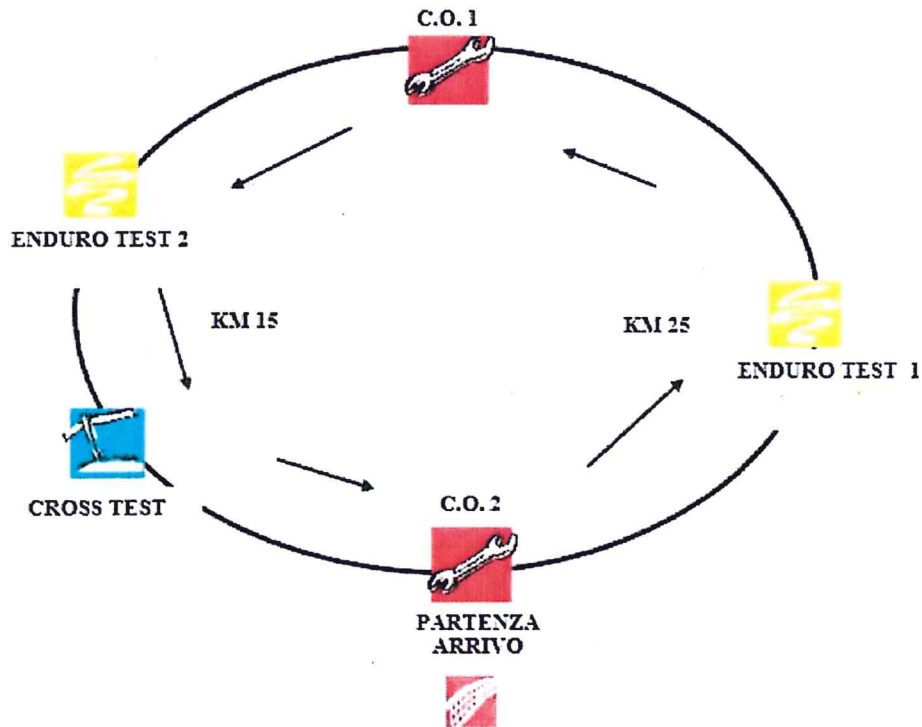 C.O. 1
ENDURO TEST 2
KM 15
KM 25
ENDURO TEST 1
CROSS TEST
C.O. 2
PARTENZA
ARRIVO